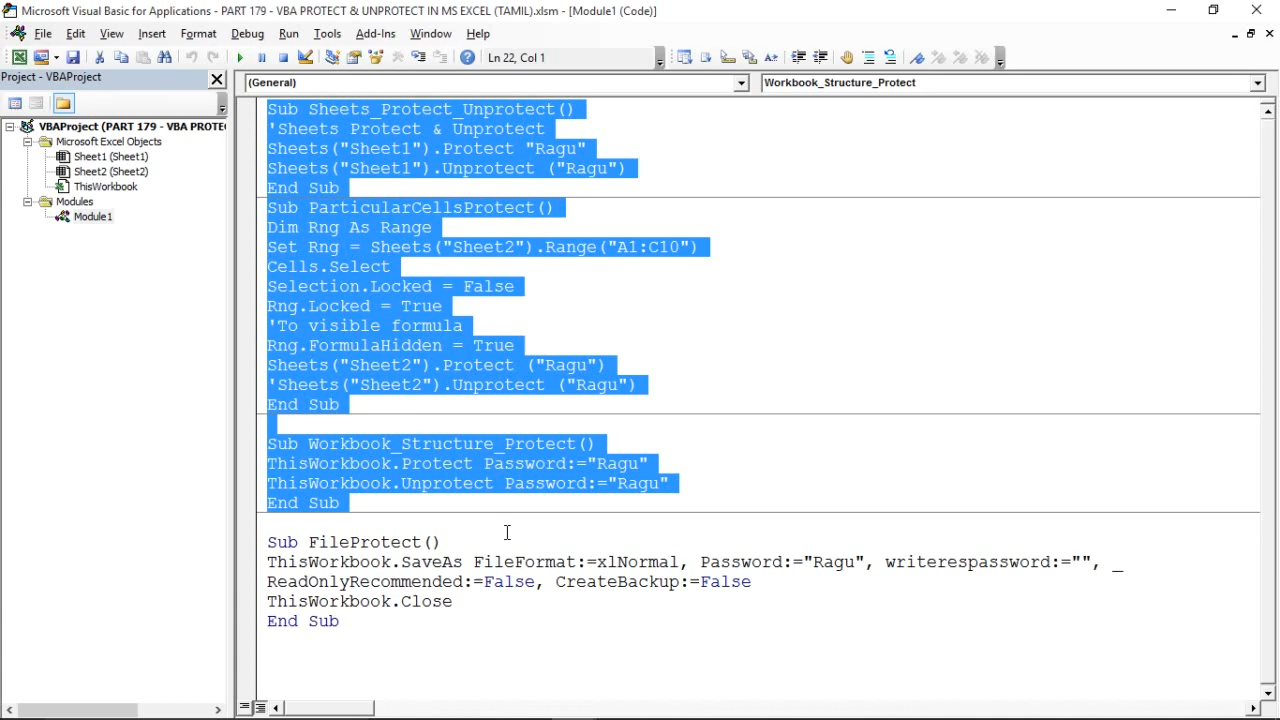 Microsoft Visual Basic for Applications - PART 179 - VBA PROTECT & UNPROTECT IN MS EXCEL (TAMIL).xlsm - [Module1 (Code)]
File Edit View Insert Format Debug Run Tools Add-Ins Window Help
Ln 22, Col 1
Project - VBAProject
VBAProject (PART 179 - VBA PROTE
Microsoft Excel Objects
Sheet1 (Sheet1)
Sheet2 (Sheet2)
ThisWorkbook
Modules
Module1
(General)
Workbook_Structure_Protect
Sub Sheets_Protect_Unprotect()
'Sheets Protect & Unprotect
Sheets("Sheet1").Protect "Ragu"
Sheets("Sheet1").Unprotect ("Ragu")
End Sub
Sub ParticularCellsProtect()
Dim Rng As Range
Set Rng = Sheets("Sheet2").Range("A1:C10")
Cells.Select
Selection.Locked = False
Rng.Locked = True
'To visible formula
Rng.FormulaHidden = True
Sheets("Sheet2").Protect ("Ragu")
'Sheets("Sheet2").Unprotect ("Ragu")
End Sub
Sub Workbook_Structure_Protect()
ThisWorkbook.Protect Password:="Ragu"
ThisWorkbook.Unprotect Password:="Ragu"
End Sub
Sub FileProtect()
ThisWorkbook.SaveAs FileFormat:=xlNormal, Password:="Ragu", writerespassword:="", _
ReadOnlyRecommended:=False, CreateBackup:=False
ThisWorkbook.Close
End Sub